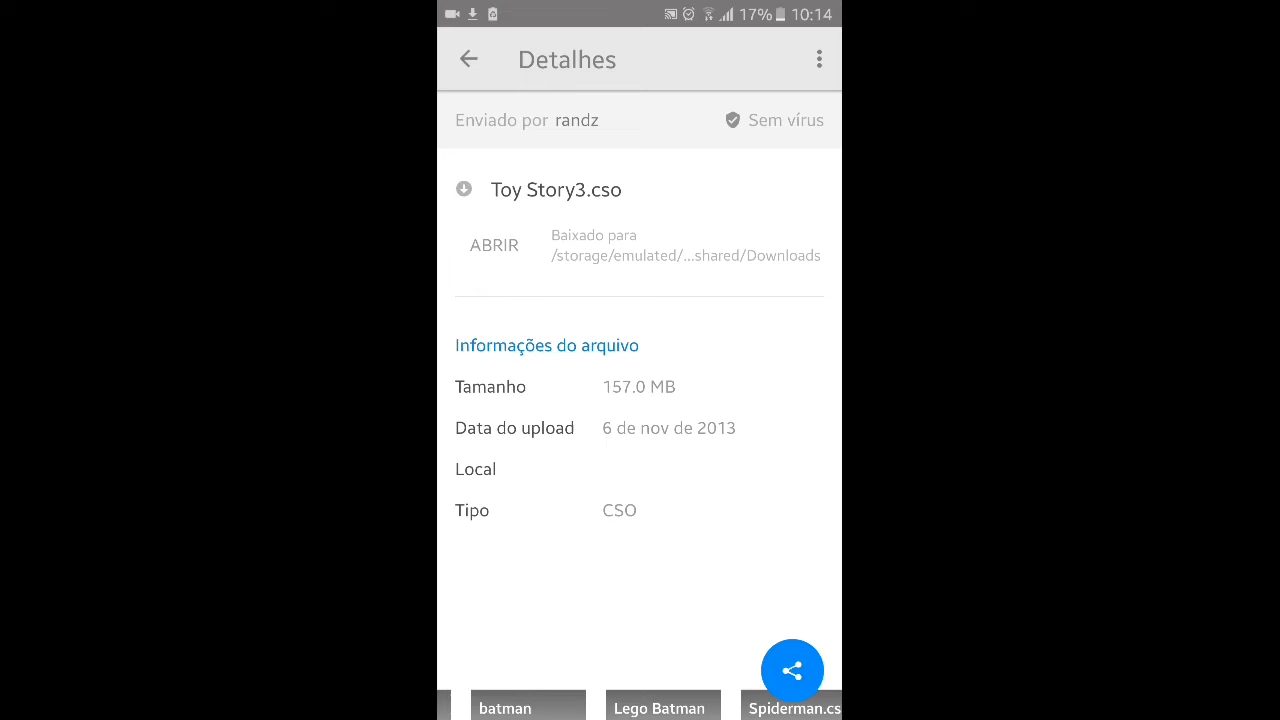 17% 10:14
Detalhes
Enviado por randz Sem vírus
Toy Story3.cso
ABRIR
Baixado para
/storage/emulated/...shared/Downloads
Informações do arquivo
Tamanho 157.0 MB
Data do upload 6 de nov de 2013
Local
Tipo CSO
batman Lego Batman Spiderman.cs